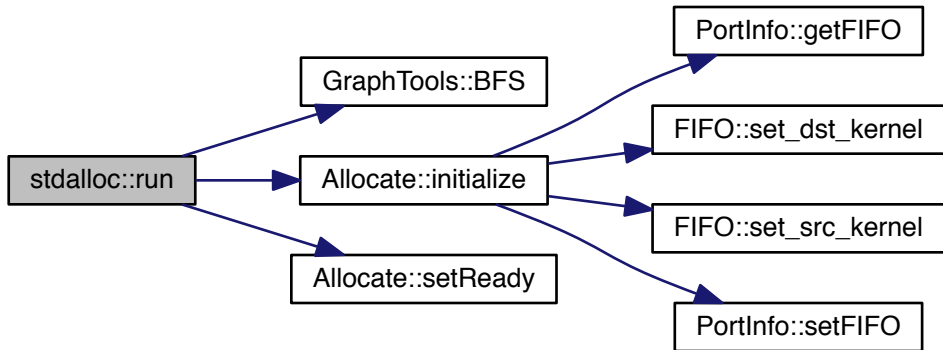 stdalloc::run
GraphTools::BFS
Allocate::initialize
Allocate::setReady
PortInfo::getFIFO
FIFO::set_dst_kernel
FIFO::set_src_kernel
PortInfo::setFIFO